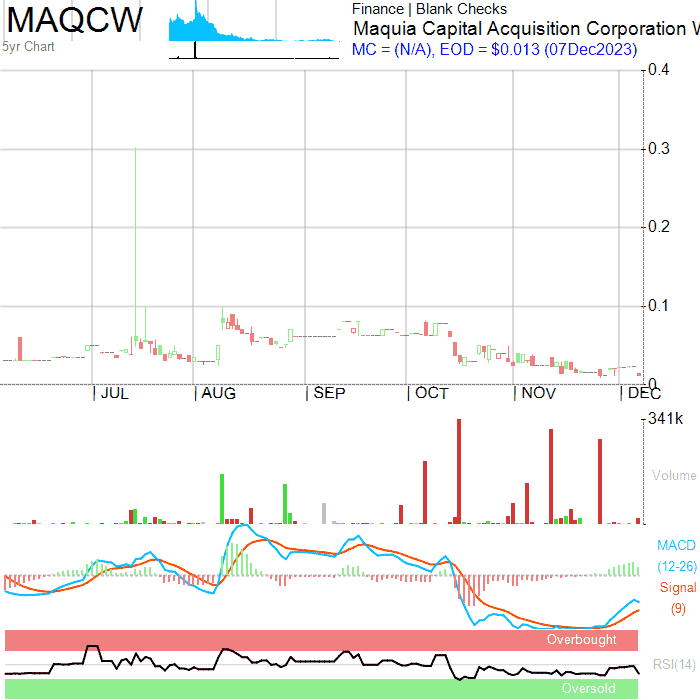 MAQCW
5yr Chart
Finance | Blank Checks
Maquia Capital Acquisition Corporation W
MC = (N/A), EOD = $0.013 (07Dec2023)
0.4
0.3
0.2
0.1
0
JUL AUG SEP OCT NOV DEC
341k
Volume
MACD
(12-26)
Signal
(9)
Overbought
RSI(14)
Oversold